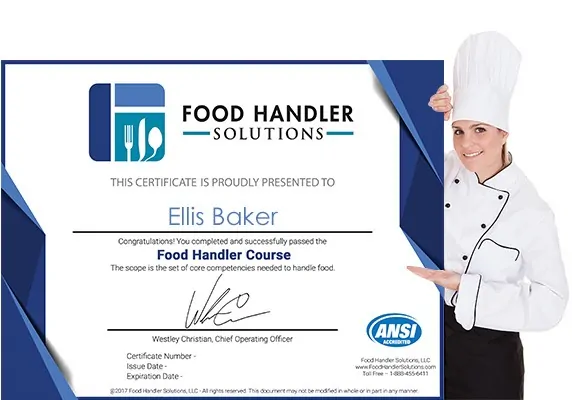 FOOD HANDLER
SOLUTIONS
THIS CERTIFICATE IS PROUDLY PRESENTED TO
Ellis Baker
Congratulations! You completed and successfully passed the
Food Handler Course
The scope is the set of core competencies needed to handle food.
Westley Christian, Chief Operating Officer
Certificate Number -
Issue Date -
Expiration Date -
ANSI
ACCREDITED
Food Handler Solutions, LLC
www.FoodHandlerSolutions.com
Toll Free - 1-888-455-6411
©2017 Food Handler Solutions, LLC - All rights reserved. This document may not be modified in whole or in part in any manner.